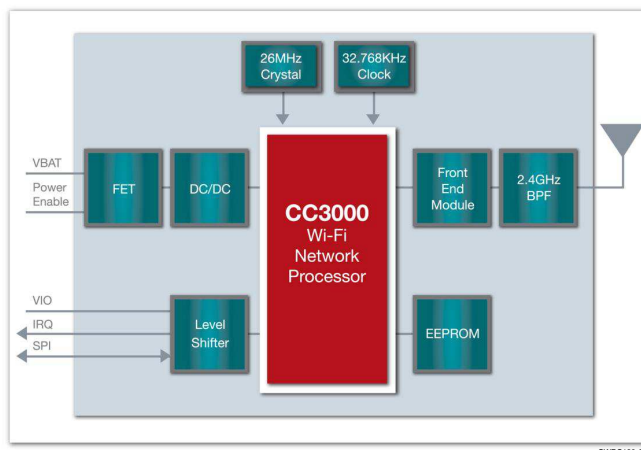 26MHz
Crystal
32.768KHz
Clock
VBAT
Power
Enable
FET
DC/DC
CC3000
Wi-Fi
Network
Processor
Front
End
Module
2.4GHz
BPF
VIO
IRQ
SPI
Level
Shifter
EEPROM